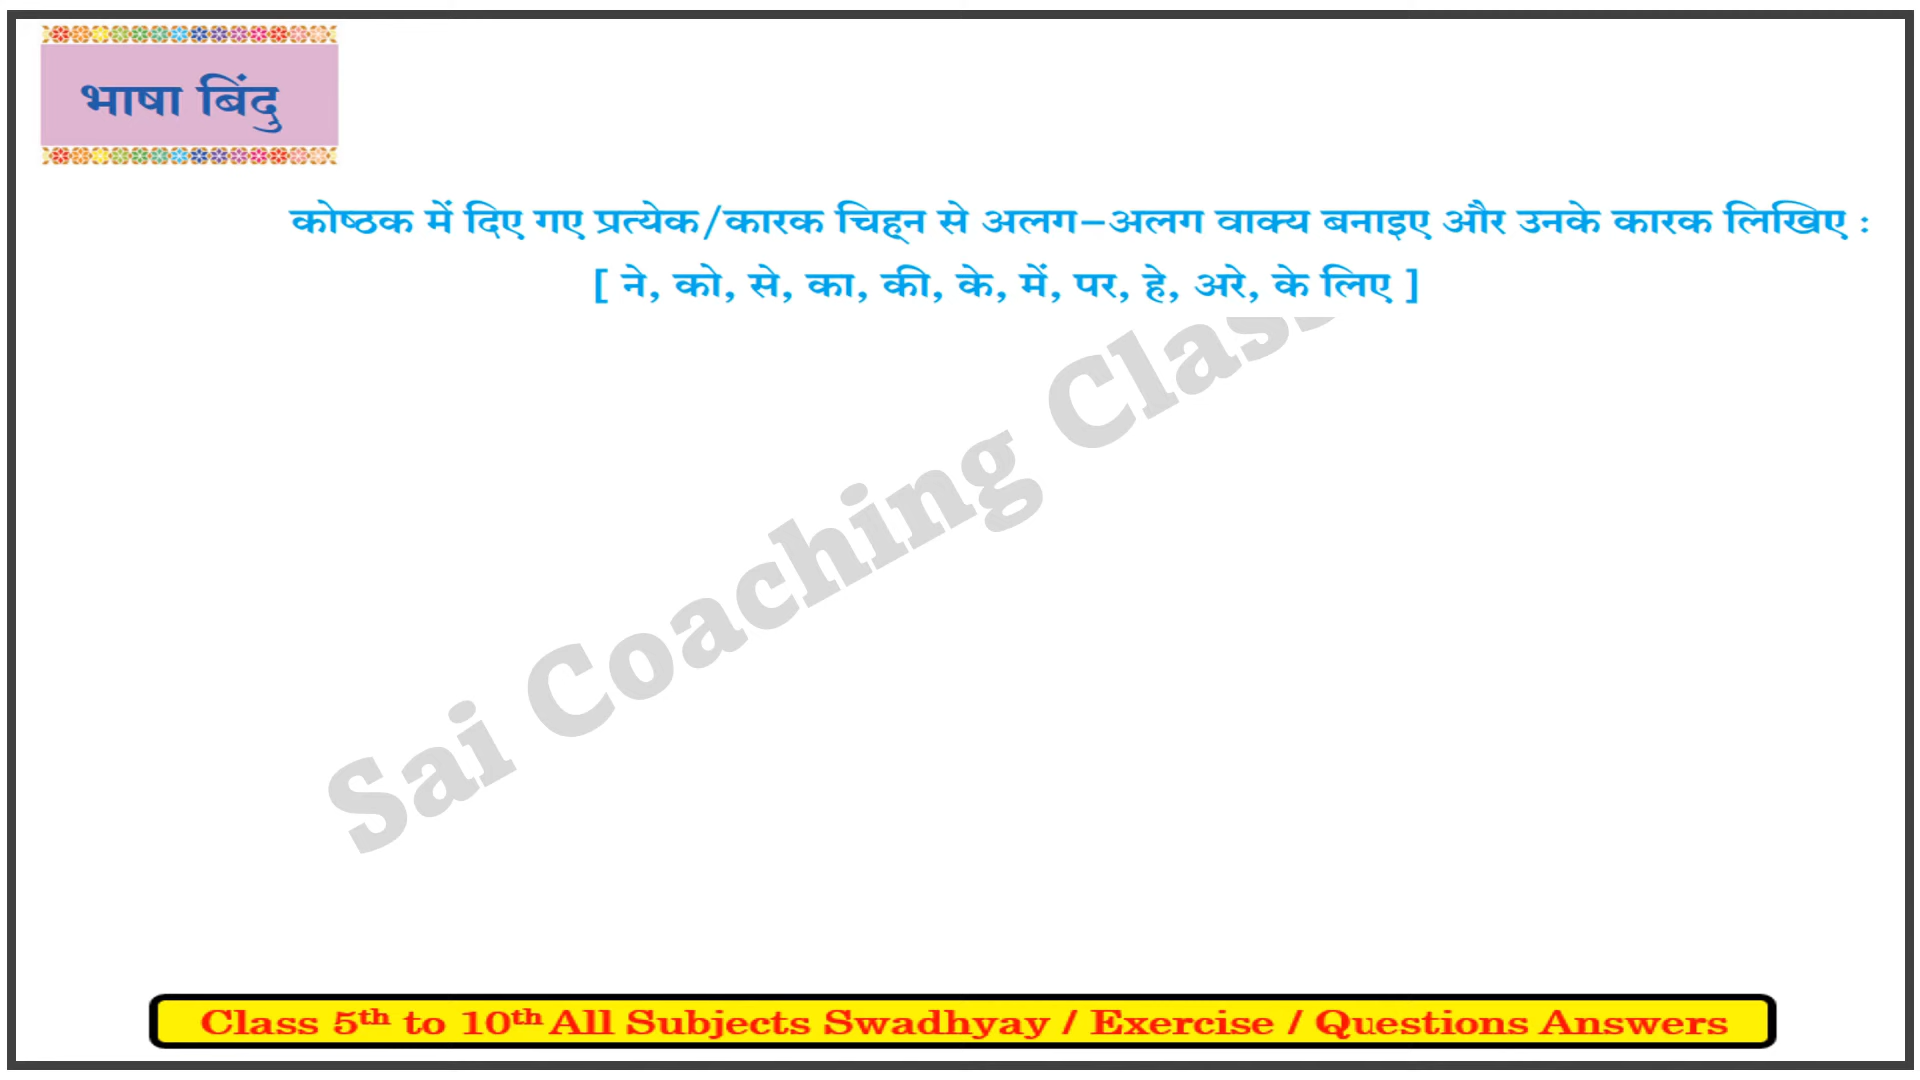 भाषा बिंदु
कोष्ठक में दिए गए प्रत्येक/कारक चिह्‌न से अलग-अलग वाक्य बनाइए और उनके कारक लिखिए :
[ ने, को, से, का, की, के, में, पर, हे, अरे, के लिए ]
Sai Coaching Class
Class 5th to 10th All Subjects Swadhyay / Exercise / Questions Answers